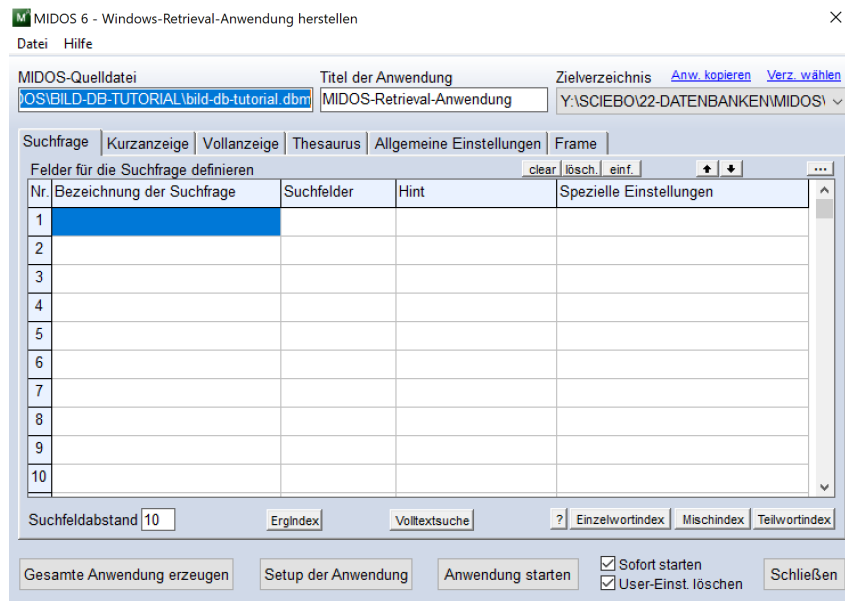 MIDOS 6 - Windows-Retrieval-Anwendung herstellen
Datei Hilfe
MIDOS-Quelldatei Titel der Anwendung Zielverzeichnis Anw. kopieren Verz. wählen
OS\BILD-DB-TUTORIAL\bild-db-tutorial.dbm MIDOS-Retrieval-Anwendung Y:\SCIEBO\22-DATENBANKEN\MIDOS\
Suchfrage Kurzanzeige Vollanzeige Thesaurus Allgemeine Einstellungen Frame
Felder für die Suchfrage definieren clear lösch. einf. ...
Nr. Bezeichnung der Suchfrage Suchfelder Hint Spezielle Einstellungen
1
2
3
4
5
6
7
8
9
10
Suchfeldabstand 10 ErgIndex Volltextsuche ? Einzelwortindex Mischindex Teilwortindex
Gesamte Anwendung erzeugen Setup der Anwendung Anwendung starten Sofort starten Schließen
User-Einst. löschen